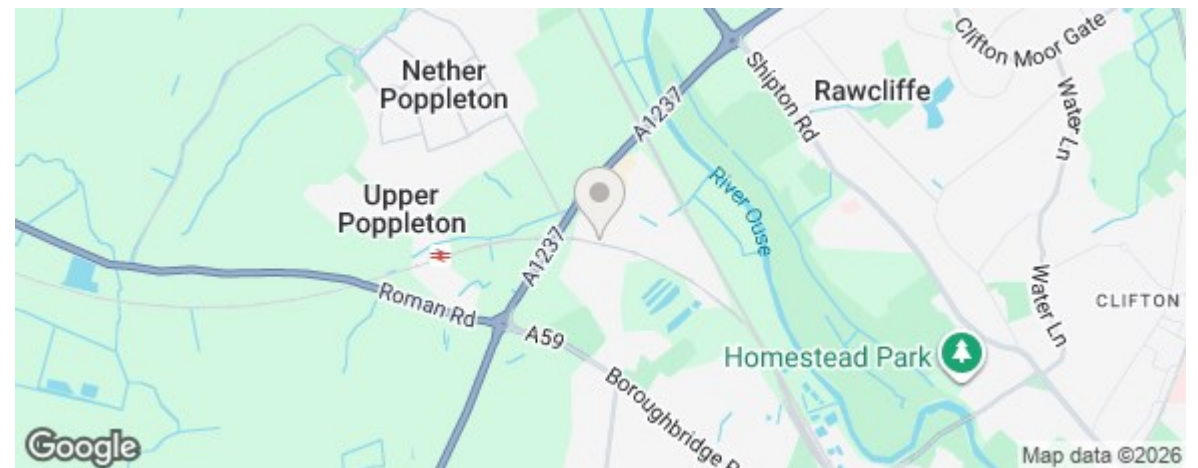 Nether
Poppleton
Upper
Poppleton
A1237
Shipton Rd
Rawcliffe
Clifton Moor Gate
Water Ln
River Ouse
A1237
Roman Rd
A59
Boroughbridge
Homestead Park
Water Ln
CLIFTON
Google
Map data ©2026